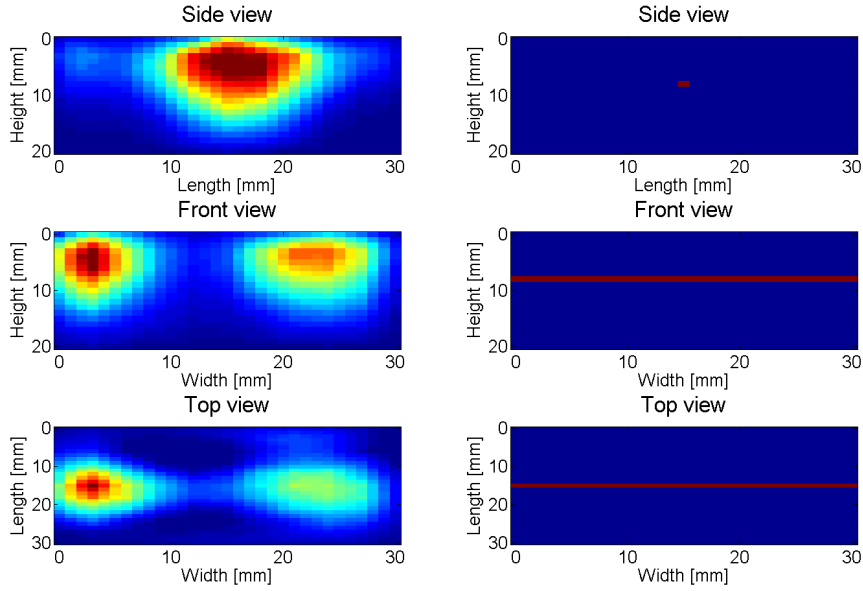 Side view
Height [mm]
0
10
20
0 10 20 30
Length [mm]
Side view
Height [mm]
0
10
20
0 10 20 30
Length [mm]
Front view
Height [mm]
0
10
20
0 10 20 30
Width [mm]
Front view
Height [mm]
0
10
20
0 10 20 30
Width [mm]
Top view
Length [mm]
0
10
20
30
0 10 20 30
Width [mm]
Top view
Length [mm]
0
10
20
30
0 10 20 30
Width [mm]